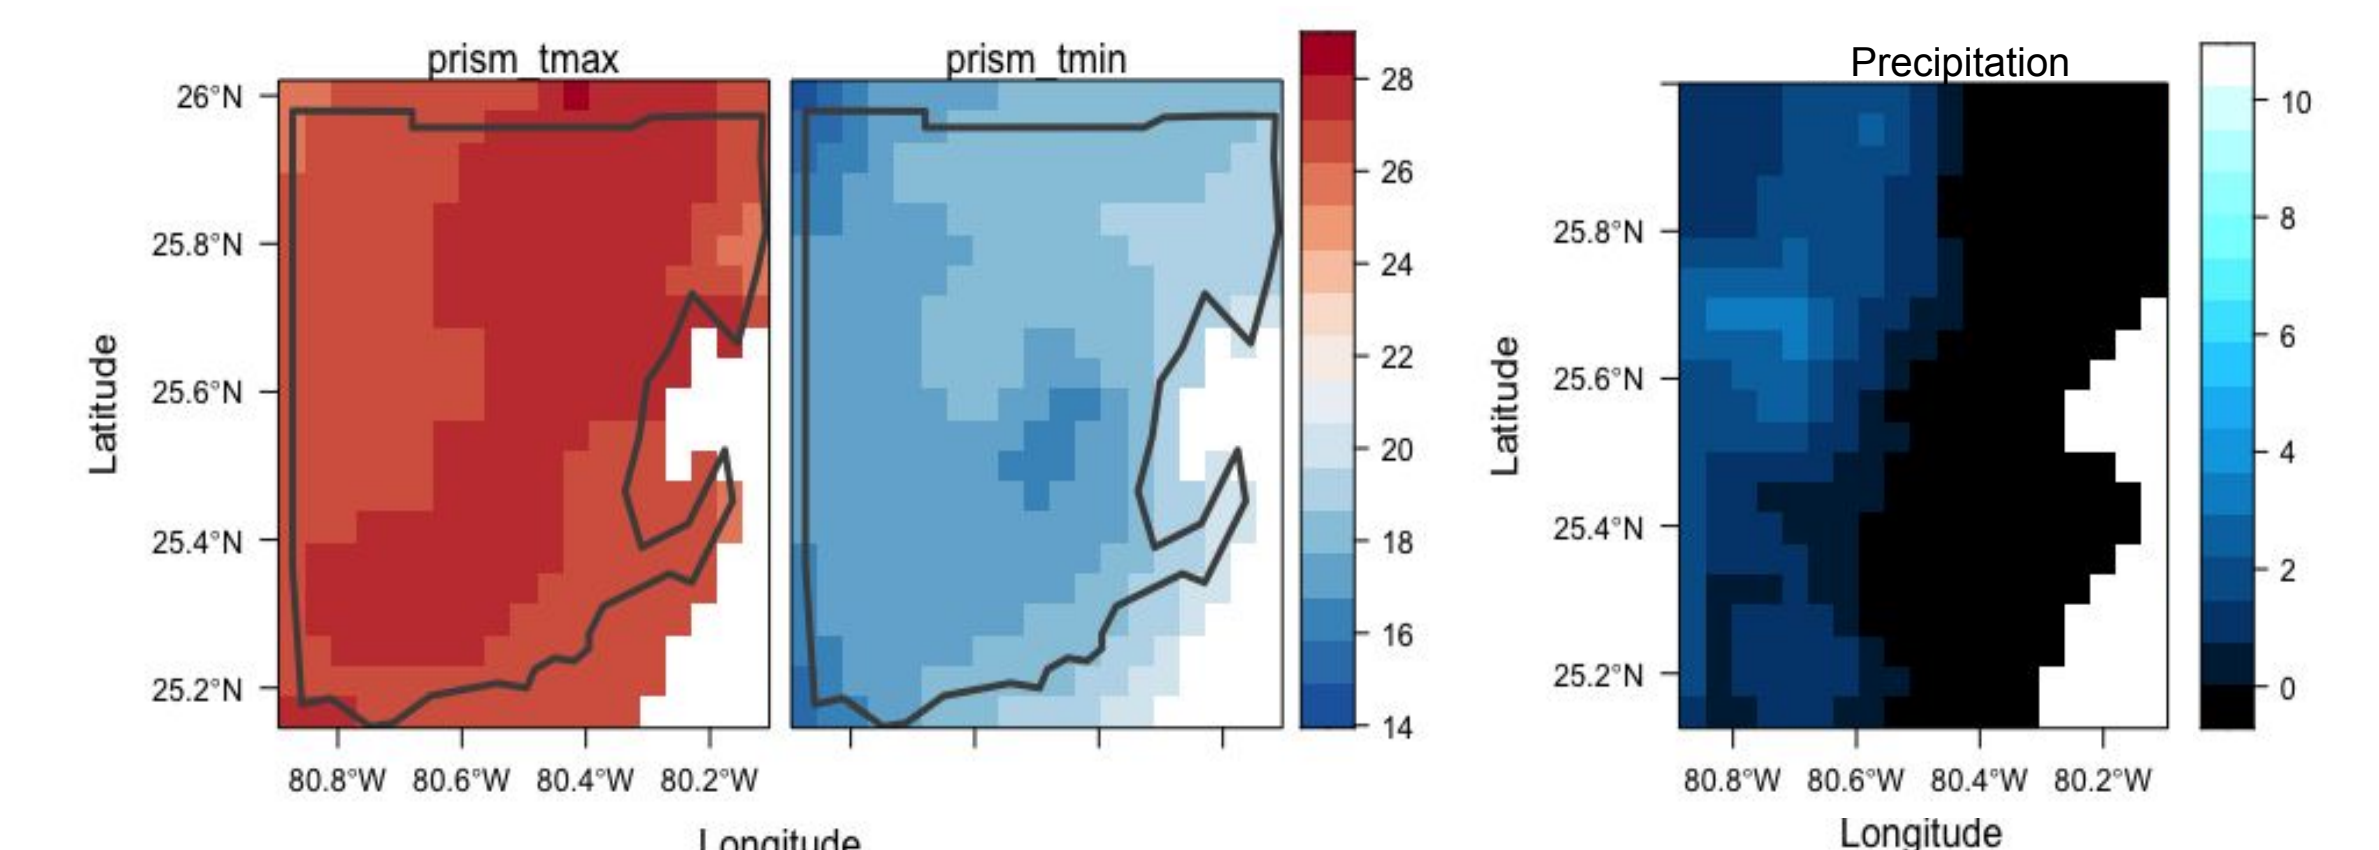 prism_tmax
prism_tmin
Precipitation
Latitude
26°N
25.8°N
25.6°N
25.4°N
25.2°N
80.8°W 80.6°W 80.4°W 80.2°W
Longitude
28
26
24
22
20
18
16
14
Latitude
25.8°N
25.6°N
25.4°N
25.2°N
80.8°W 80.6°W 80.4°W 80.2°W
Longitude
10
8
6
4
2
0